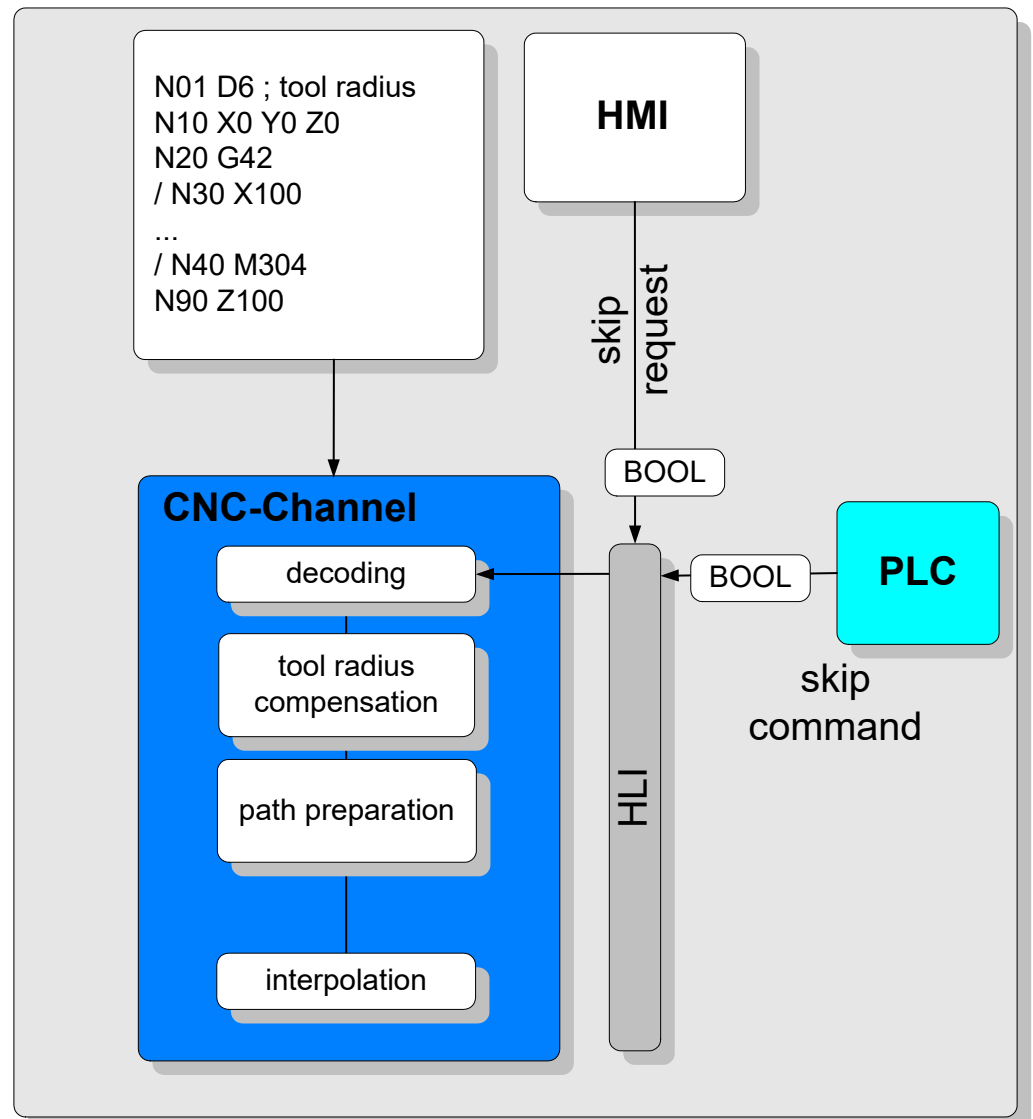 N01 D6 ; tool radius
N10 X0 Y0 Z0
N20 G42
/ N30 X100
...
/ N40 M304
N90 Z100
HMI
skip
request
BOOL
CNC-Channel
decoding
tool radius
compensation
path preparation
interpolation
HLI
BOOL
PLC
skip
command